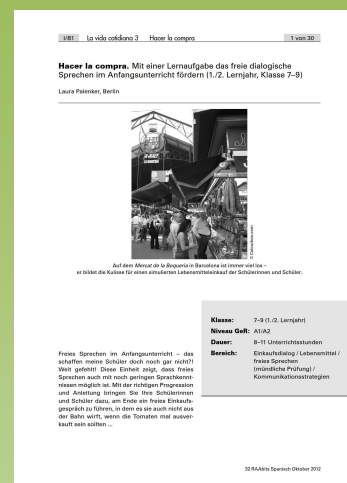 I/B1 La vida cotidiana 3 Hacer la compra 1 von 30
Hacer la compra. Mit einer Lernaufgabe das freie dialogische
Sprechen im Anfangsunterricht fördern (1./2. Lernjahr, Klasse 7–9)
Laura Palenker, Berlin
Auf dem Mercat de la Boqueria in Barcelona ist immer viel los –
er bildet die Kulisse für einen simulierten Lebensmitteleinkauf der Schülerinnen und Schüler.
Klasse: 7–9 (1./2. Lernjahr)
Niveau GeR: A1/A2
Dauer: 8–11 Unterrichtsstunden
Bereich: Einkaufsdialog / Lebensmittel /
freies Sprechen
(mündliche Prüfung) /
Kommunikationsstrategien
Freies Sprechen im Anfangsunterricht – das
schaffen meine Schüler doch noch gar nicht?!
Weit gefehlt! Diese Einheit zeigt, dass freies
Sprechen auch mit noch geringen Sprachkennt-
nissen möglich ist. Mit der richtigen Progression
und Anleitung bringen Sie Ihre Schülerinnen
und Schüler dazu, am Ende ein freies Einkaufs-
gespräch zu führen, in dem es sie auch nicht aus
der Bahn wirft, wenn die Tomaten mal ausver-
kauft sein sollten ...
32 RAAbits Spanisch Oktober 2012